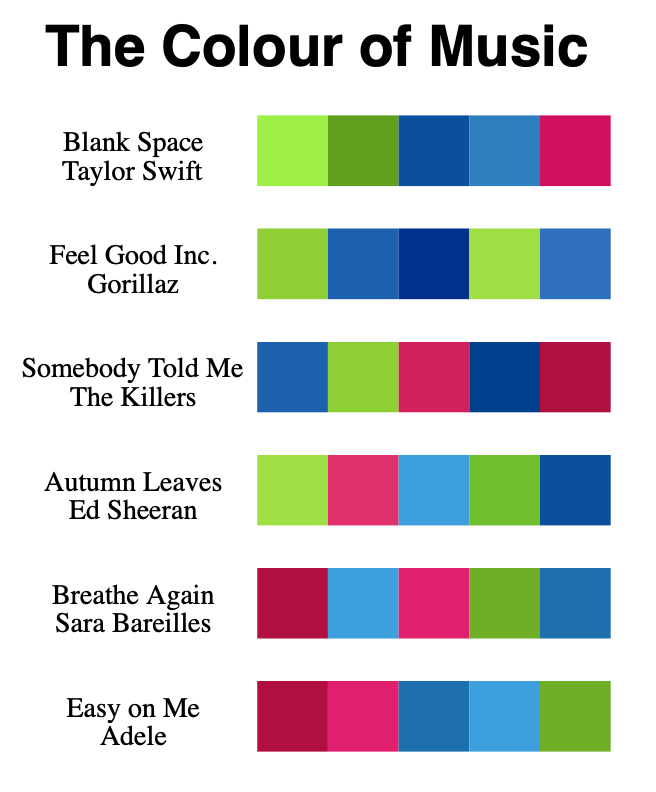 The Colour of Music
Blank Space
Taylor Swift
Feel Good Inc.
Gorillaz
Somebody Told Me
The Killers
Autumn Leaves
Ed Sheeran
Breathe Again
Sara Bareilles
Easy on Me
Adele